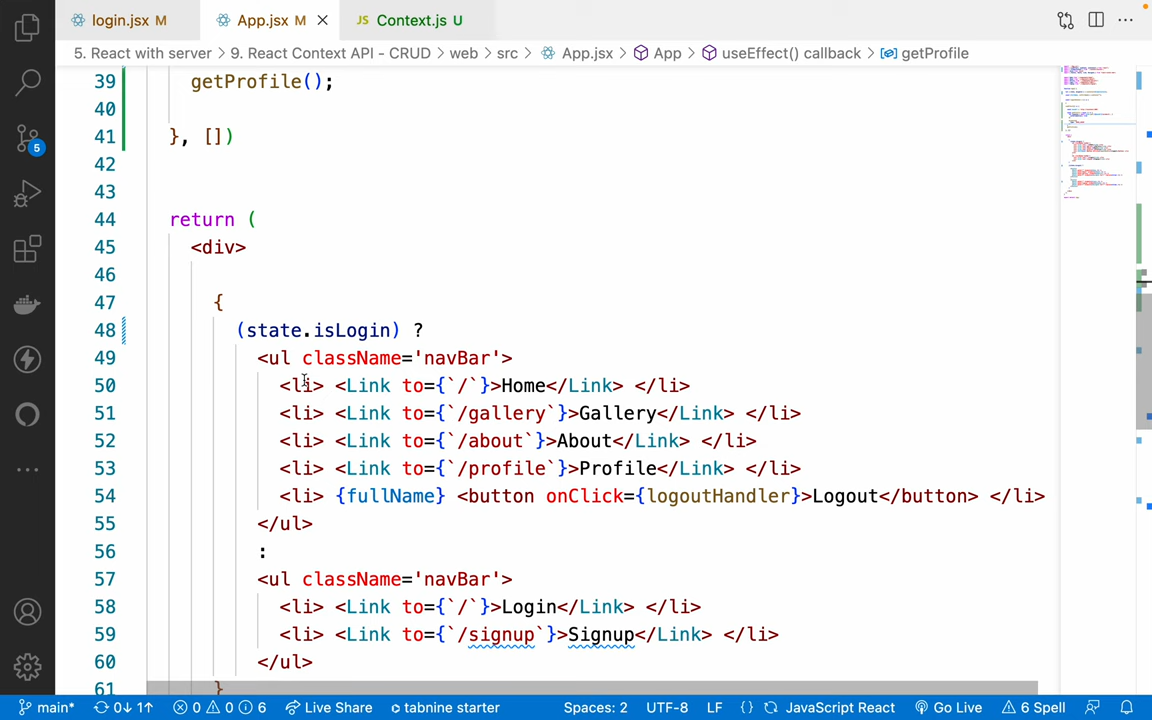 login.jsx M App.jsx M JS Context.js U
5. React with server > 9. React Context API - CRUD > web > src > App.jsx > App > useEffect() callback > getProfile
39 getProfile();
40
41 }, [])
42
43
44 return (
45 <div>
46
47 {
48 (state.isLogin) ?
49 <ul className='navBar'>
50 <li> <Link to={`/`}>Home</Link> </li>
51 <li> <Link to={`/gallery`}>Gallery</Link> </li>
52 <li> <Link to={`/about`}>About</Link> </li>
53 <li> <Link to={`/profile`}>Profile</Link> </li>
54 <li> {fullName} <button onClick={logoutHandler}>Logout</button> </li>
55 </ul>
56 :
57 <ul className='navBar'>
58 <li> <Link to={`/`}>Login</Link> </li>
59 <li> <Link to={`/signup`}>Signup</Link> </li>
60 </ul>
61 }
5
main* 0↓ 1↑ 0 0 6 Live Share tabnine starter Spaces: 2 UTF-8 LF {} JavaScript React Go Live 6 Spell